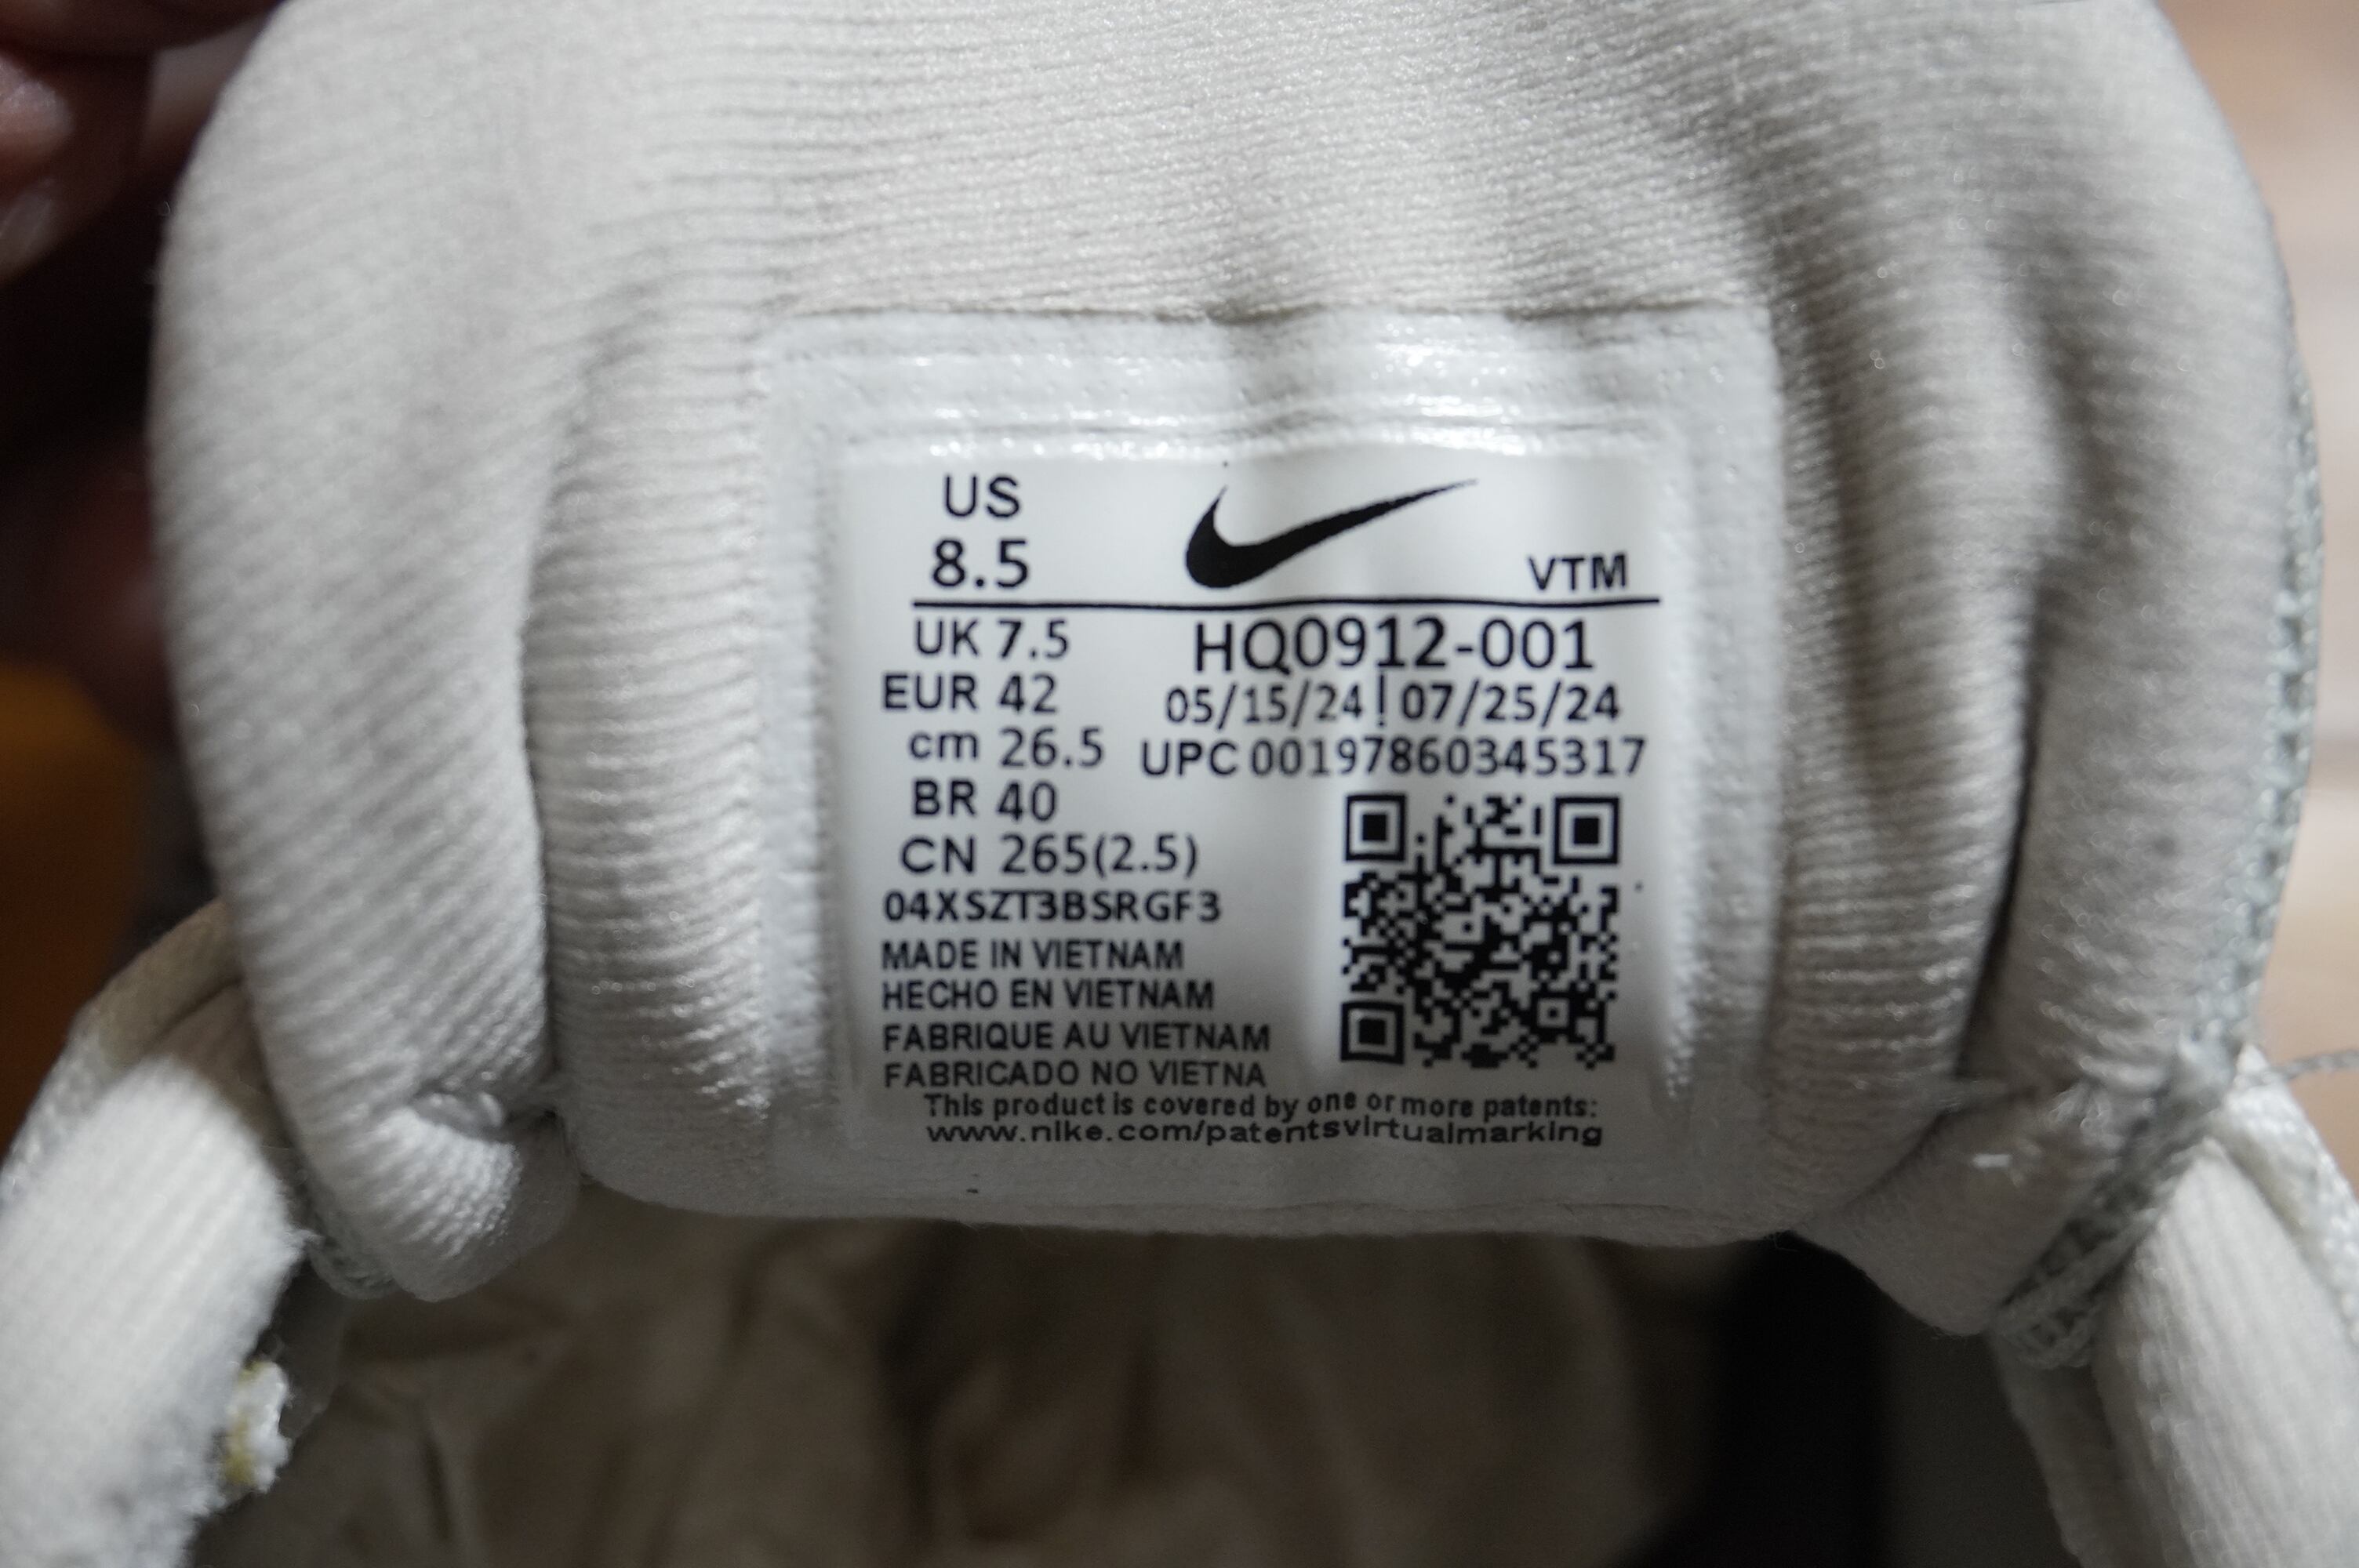 US
8.5
VTM
UK 7.5
HQ0912-001
EUR 42
05/15/24|07/25/24
cm 26.5
UPC 00197860345317
BR 40
CN 265(2.5)
04XSZT3BSRGF3
MADE IN VIETNAM
HECHO EN VIETNAM
FABRIQUE AU VIETNAM
FABRICADO NO VIETNA
This product is covered by one or more patents:
www.nike.com/patentsvirtualmarking